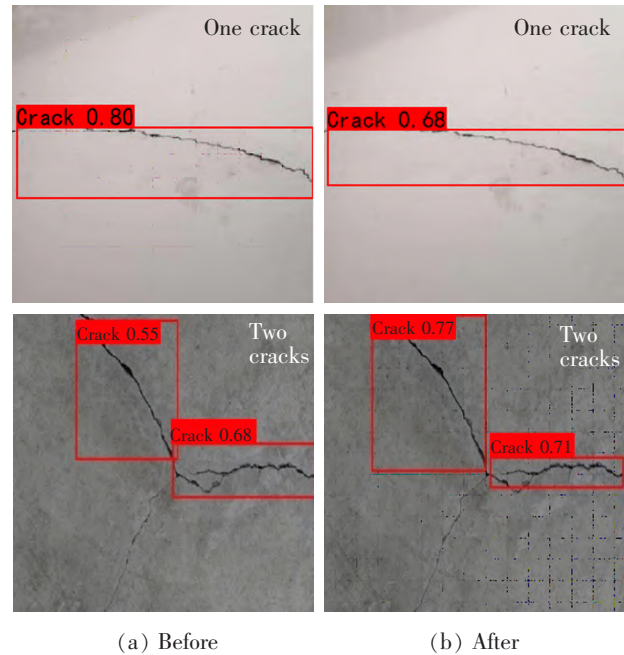 One crack
Crack 0.80
One crack
Crack 0.68
Two
cracks
Crack 0.55
Crack 0.68
Two
cracks
Crack 0.77
Crack 0.71
(a) Before
(b) After